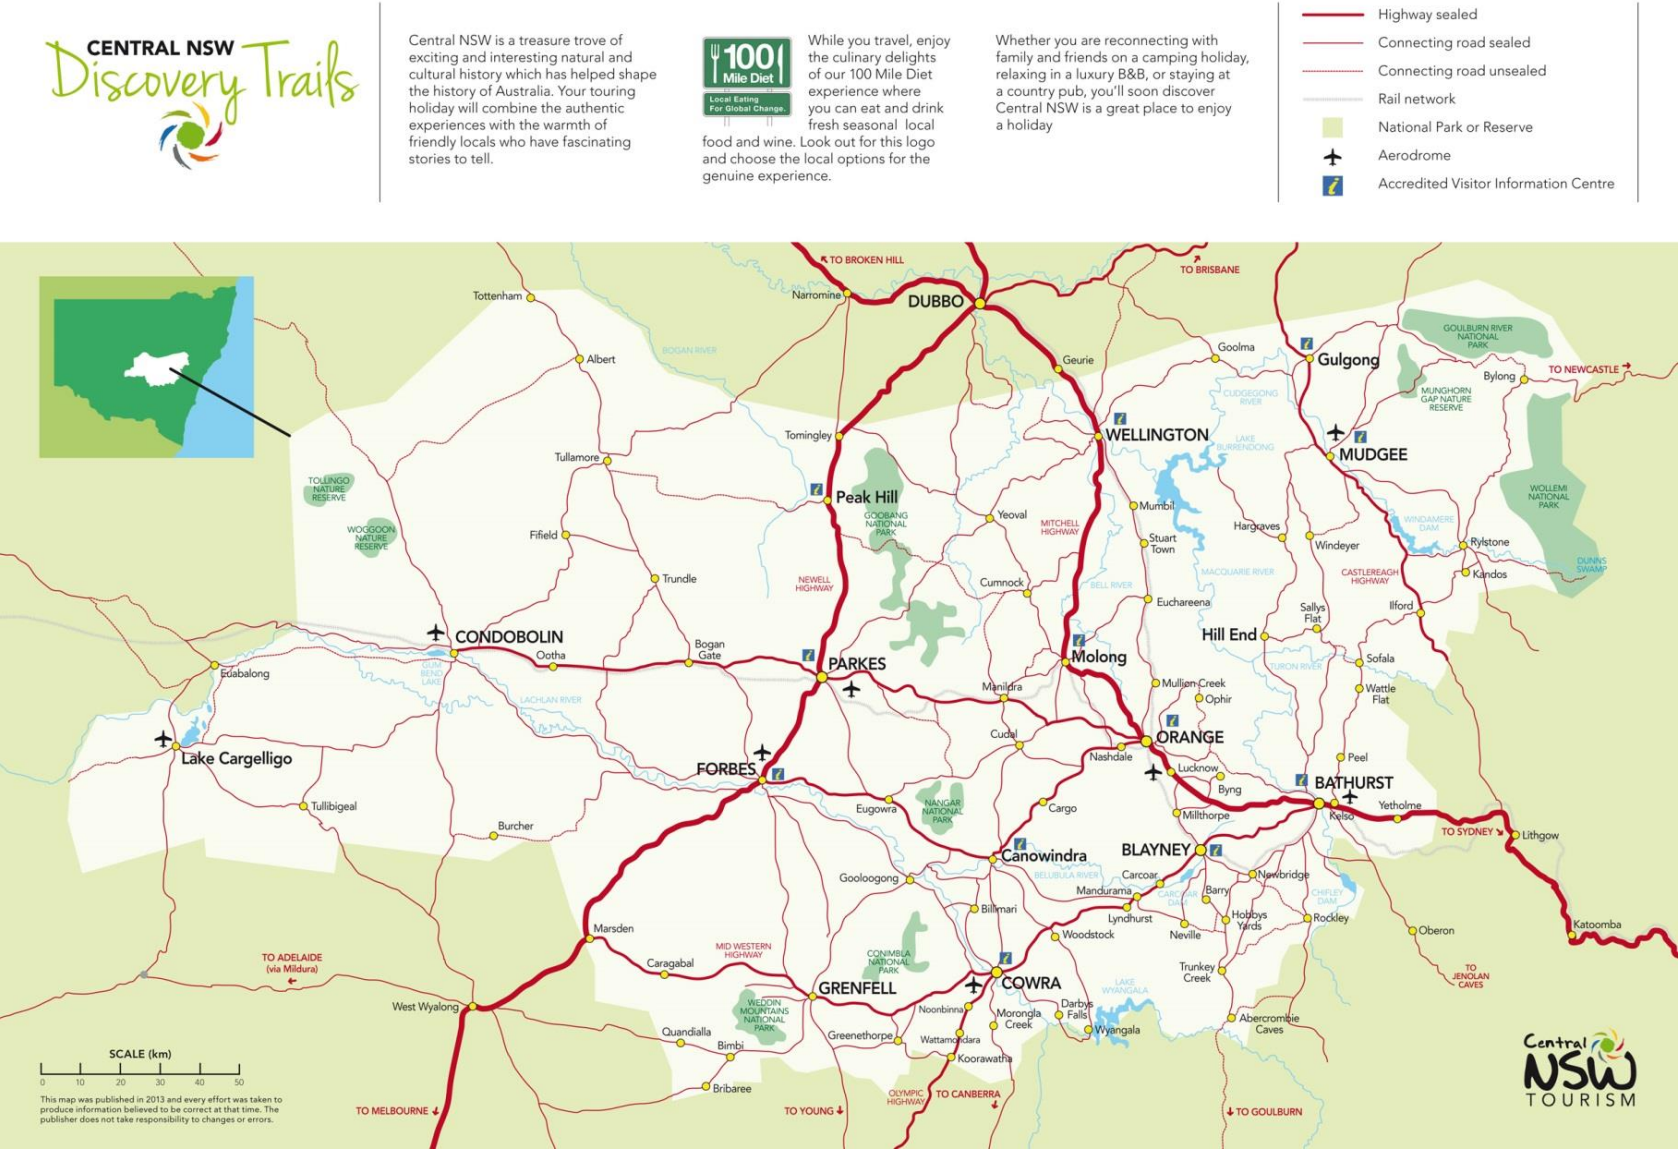 CENTRAL NSW
Discovery Trails
Central NSW is a treasure trove of
exciting and interesting natural and
cultural history which has helped shape
the history of Australia. Your touring
holiday will combine the authentic
experiences with the warmth of
friendly locals who have fascinating
stories to tell.
100
Mile Diet
Local Eating
For Global Change.
While you travel, enjoy
the culinary delights
of our 100 Mile Diet
experience where
you can eat and drink
fresh seasonal local
food and wine. Look out for this logo
and choose the local options for the
genuine experience.
Whether you are reconnecting with
family and friends on a camping holiday,
relaxing in a luxury B&B, or staying at
a country pub, you'll soon discover
Central NSW is a great place to enjoy
a holiday
Highway sealed
Connecting road sealed
Connecting road unsealed
Rail network
National Park or Reserve
Aerodrome
i
Accredited Visitor Information Centre
TO BROKEN HILL
TO BRISBANE
Tottenham
Narromine
DUBBO
GOULBURN RIVER
NATIONAL
PARK
Albert
BOGAN RIVER
Geurie
Goolma
Gulgong
Bylong
TO NEWCASTLE
MUNGHORN
GAP NATURE
RESERVE
CUDGEGONG
RIVER
Tomingley
WELLINGTON
LAKE
BURRENDONG
MUDGEE
Tullamore
TOLLINGO
NATURE
RESERVE
Peak Hill
WOLLEMI
NATIONAL
PARK
Mumbil
WOGGOON
NATURE
RESERVE
GOOBANG
NATIONAL
PARK
Yeoval
MITCHELL
HIGHWAY
Hargraves
WINDAMERE
DAM
Fifield
Stuart
Town
Windeyer
Rylstone
DUNNS
SWAMP
Trundle
NEWELL
HIGHWAY
Cumnock
BELL RIVER
MACQUARIE RIVER
CASTLEREAGH
HIGHWAY
Kandos
Euchareena
Sallys
Flat
Ilford
CONDOBOLIN
Hill End
Bogan
Gate
Ootha
PARKES
Molong
Sofala
TURON RIVER
Euabalong
GUM
BEND
LAKE
LACHLAN RIVER
Manildra
Mullion Creek
Ophir
Wattle
Flat
Cudal
ORANGE
Lake Cargelligo
Nashdale
Peel
FORBES
Lucknow
Byng
BATHURST
Tullibigeal
Eugowra
NANGAR
NATIONAL
PARK
Cargo
Millthorpe
Kelso
Yetholme
Burcher
TO SYDNEY
Lithgow
Canowindra
BLAYNEY
Gooloogong
BELUBULA RIVER
Carcoar
Newbridge
Mandurama
CARCOAR
DAM
Barry
CHIFLEY
DAM
Billimari
Lyndhurst
Hobbys
Yards
Rockley
Marsden
Woodstock
Neville
Oberon
Katoomba
MID WESTERN
HIGHWAY
TO ADELAIDE
(via Mildura)
Caragabal
CONIMBLA
NATIONAL
PARK
Trunkey
Creek
TO
JENOLAN
CAVES
GRENFELL
COWRA
LAKE
WYANGALA
West Wyalong
WEDDIN
MOUNTAINS
NATIONAL
PARK
Noonbinna
Morongla
Creek
Darbys
Falls
Abercrombie
Caves
Quandialla
Bimbi
Greenethorpe
Wattamondara
Wyangala
Koorawatha
Bribaree
SCALE (km)
0 10 20 30 40 50
This map was published in 2013 and every effort was taken to
produce information believed to be correct at that time. The
publisher does not take responsibility to changes or errors.
TO MELBOURNE
TO YOUNG
OLYMPIC
HIGHWAY
TO CANBERRA
TO GOULBURN
Central
NSW
TOURISM